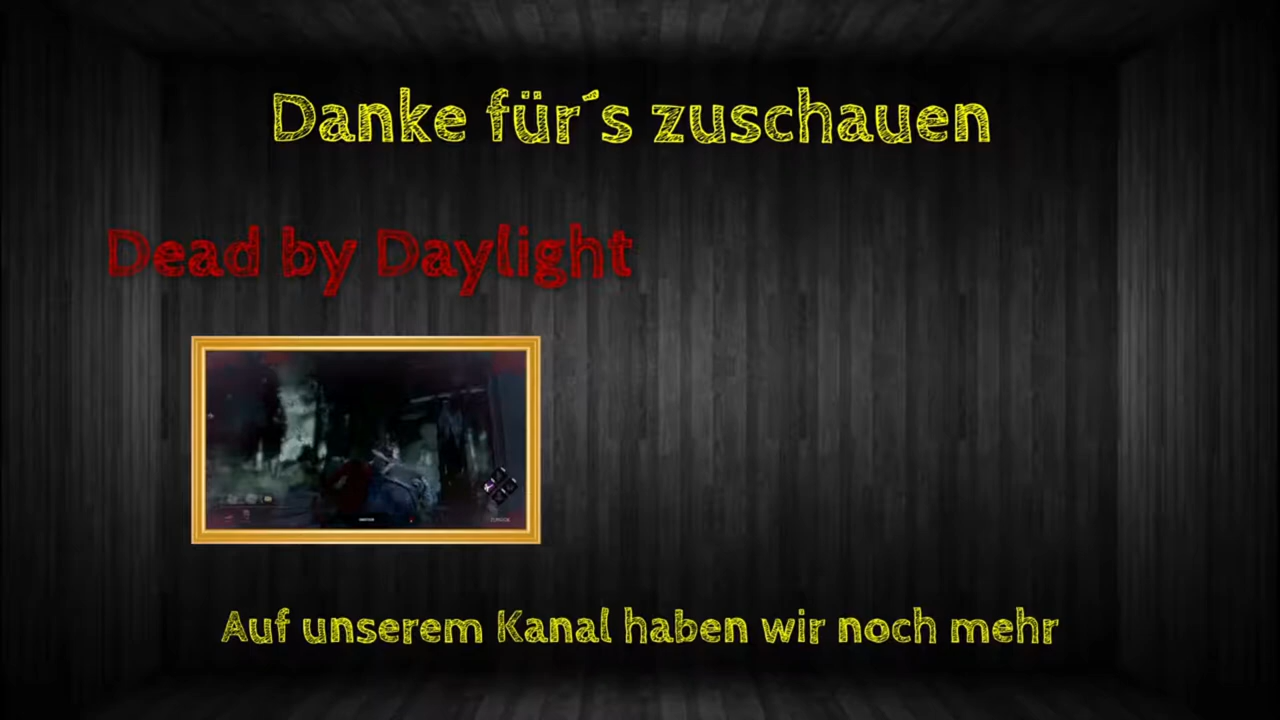 Danke für´s zuschauen
Dead by Daylight
Auf unserem Kanal haben wir noch mehr